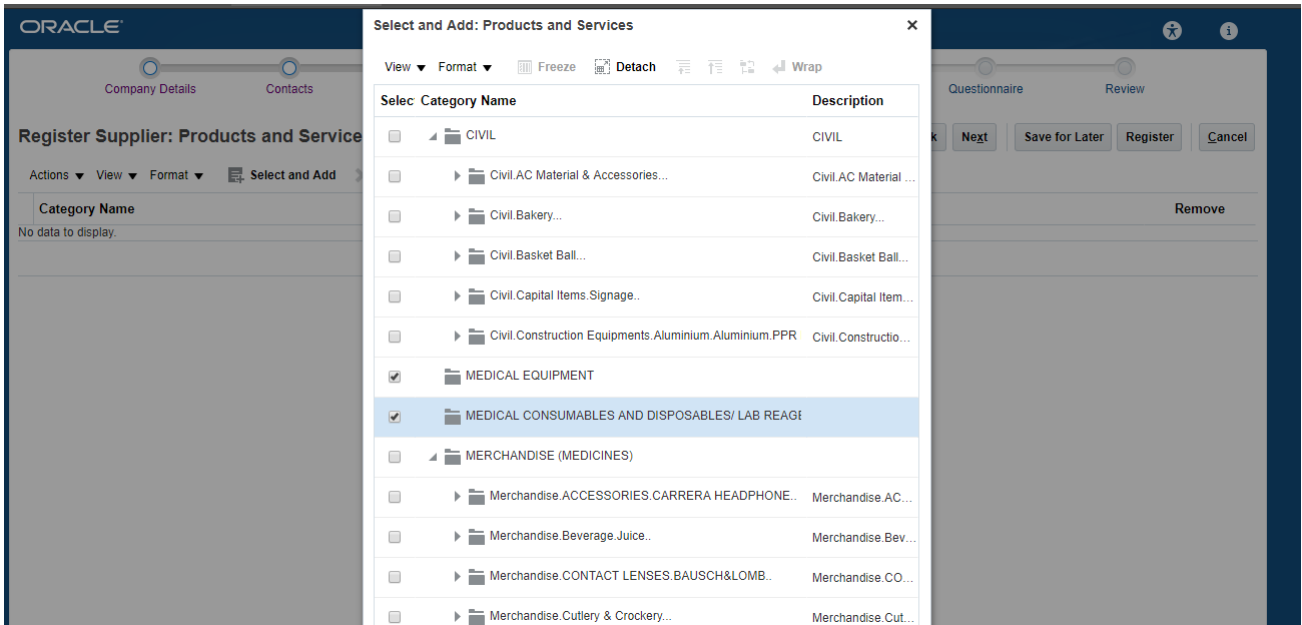 ORACLE
Company Details
Contacts
Questionnaire
Review
Register Supplier: Products and Service
Next
Save for Later
Register
Cancel
Actions View Format Select and Add
Category Name
Remove
No data to display.
Select and Add: Products and Services
View Format Freeze Detach Wrap
Selec Category Name Description
CIVIL CIVIL
Civil.AC Material & Accessories... Civil.AC Material ...
Civil.Bakery... Civil.Bakery...
Civil.Basket Ball... Civil.Basket Ball...
Civil.Capital Items.Signage.. Civil.Capital Item...
Civil.Construction Equipments.Aluminium.Aluminium.PPR Civil.Constructio...
MEDICAL EQUIPMENT
MEDICAL CONSUMABLES AND DISPOSABLES/ LAB REAGE
MERCHANDISE (MEDICINES)
Merchandise.ACCESSORIES.CARRERA HEADPHONE.. Merchandise.AC...
Merchandise.Beverage.Juice.. Merchandise.Bev...
Merchandise.CONTACT LENSES.BAUSCH&LOMB.. Merchandise.CO...
Merchandise.Cutlery & Crockery... Merchandise.Cut...